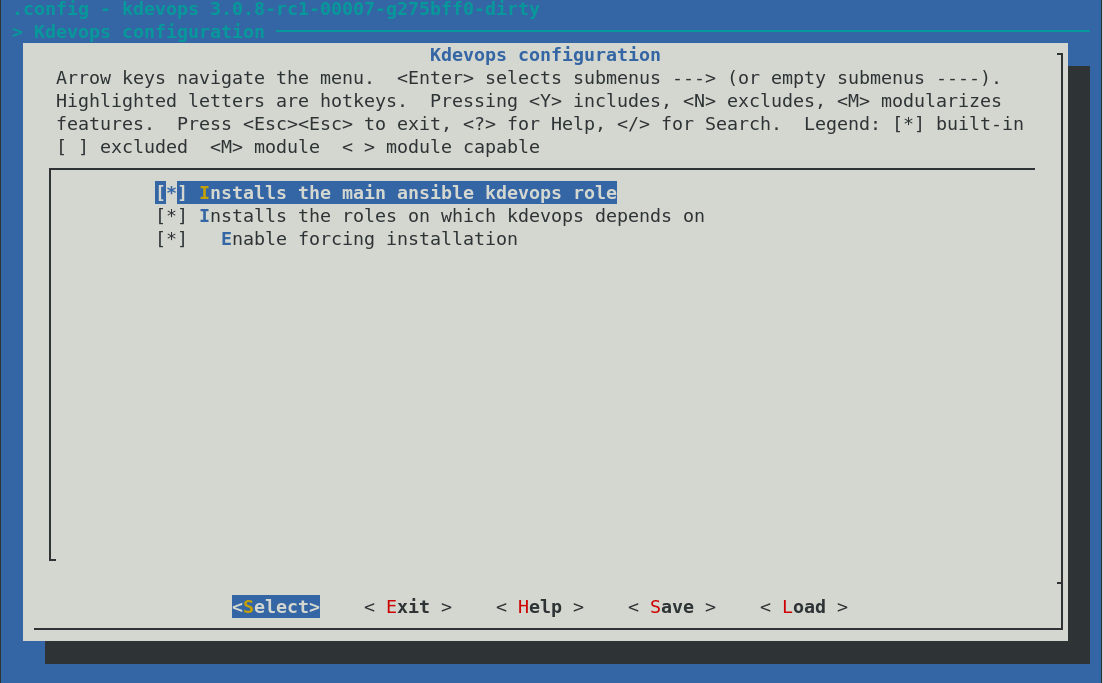 .config - kdevops 3.0.8-rc1-00007-g275bff0-dirty
> Kdevops configuration
Kdevops configuration
Arrow keys navigate the menu.  <Enter> selects submenus ---> (or empty submenus ----).
Highlighted letters are hotkeys.  Pressing <Y> includes, <N> excludes, <M> modularizes
features.  Press <Esc><Esc> to exit, <?> for Help, </> for Search.  Legend: [*] built-in
[ ] excluded  <M> module  < > module capable
[*] Installs the main ansible kdevops role
[*] Installs the roles on which kdevops depends on
[*]   Enable forcing installation
<Select>    < Exit >    < Help >    < Save >    < Load >